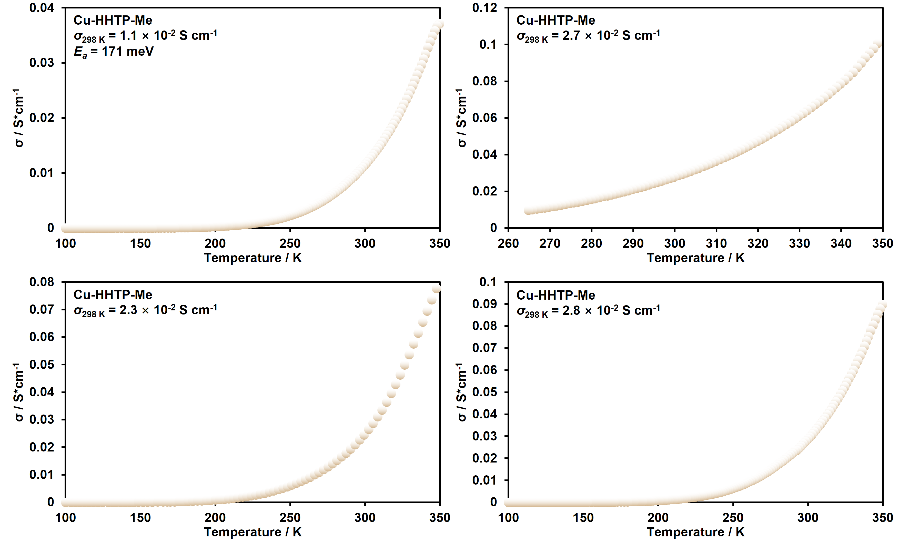 Cu-HHTP-Me
σ298 K = 1.1 × 10-2 S cm-1
Ea = 171 meV
0.04
0.03
0.02
0.01
0
σ / S*cm-1
100 150 200 250 300 350
Temperature / K
Cu-HHTP-Me
σ298 K = 2.7 × 10-2 S cm-1
0.12
0.1
0.08
0.06
0.04
0.02
0
σ / S*cm-1
260 270 280 290 300 310 320 330 340 350
Temperature / K
Cu-HHTP-Me
σ298 K = 2.3 × 10-2 S cm-1
0.08
0.07
0.06
0.05
0.04
0.03
0.02
0.01
0
σ / S*cm-1
100 150 200 250 300 350
Temperature / K
Cu-HHTP-Me
σ298 K = 2.8 × 10-2 S cm-1
0.1
0.09
0.08
0.07
0.06
0.05
0.04
0.03
0.02
0.01
0
σ / S*cm-1
100 150 200 250 300 350
Temperature / K